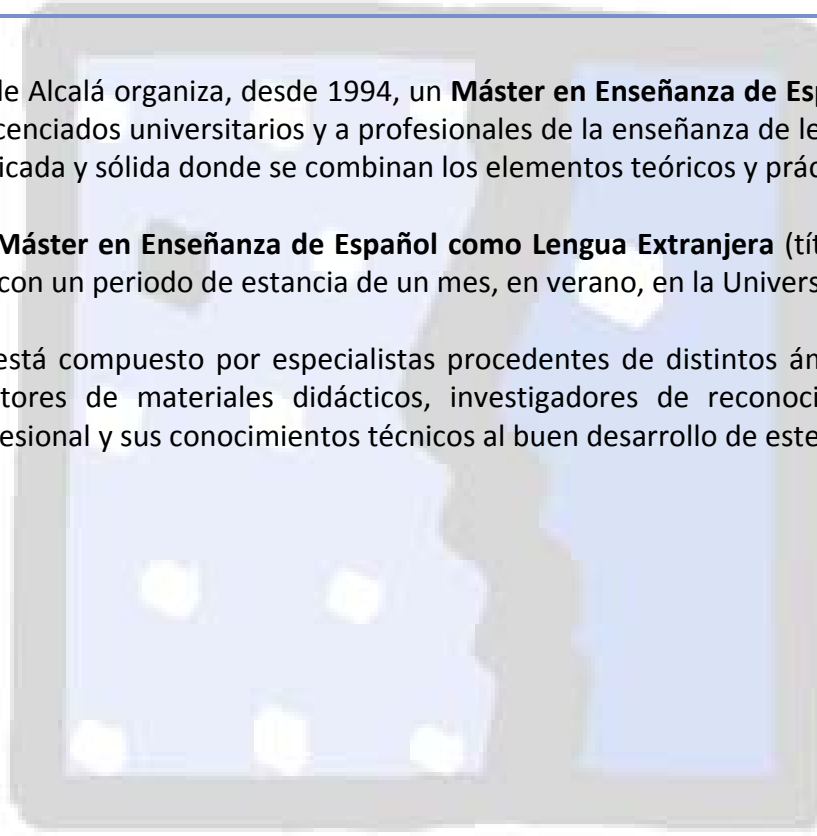 de Alcalá organiza, desde 1994, un Máster en Enseñanza de Esp
cenciados universitarios y a profesionales de la enseñanza de le
icada y sólida donde se combinan los elementos teóricos y prác
Máster en Enseñanza de Español como Lengua Extranjera (tít
con un periodo de estancia de un mes, en verano, en la Univers
está compuesto por especialistas procedentes de distintos ám
tores de materiales didácticos, investigadores de reconoci
esional y sus conocimientos técnicos al buen desarrollo de este